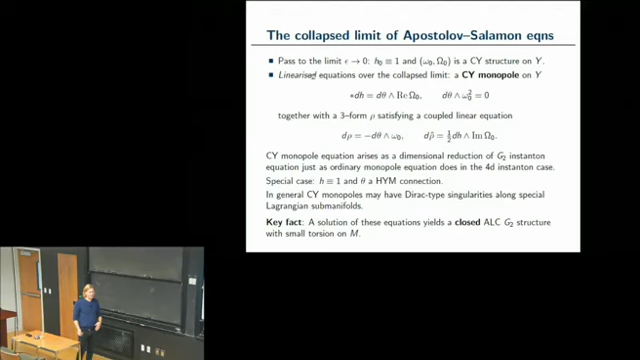 The collapsed limit of Apostolov–Salamon eqns
Pass to the limit ϵ → 0: h₀ ≡ 1 and (ω₀, Ω₀) is a CY structure on Y.
Linearised equations over the collapsed limit: a CY monopole on Y
∗dh = dθ ∧ Re Ω₀, dθ ∧ ω₀² = 0
together with a 3-form ρ satisfying a coupled linear equation
dρ = −dθ ∧ ω₀, dρ̂ = ½dh ∧ Im Ω₀.
CY monopole equation arises as a dimensional reduction of G₂ instanton
equation just as ordinary monopole equation does in the 4d instanton case.
Special case: h ≡ 1 and θ a HYM connection.
In general CY monopoles may have Dirac-type singularities along special
Lagrangian submanifolds.
Key fact: A solution of these equations yields a closed ALC G₂ structure
with small torsion on M.